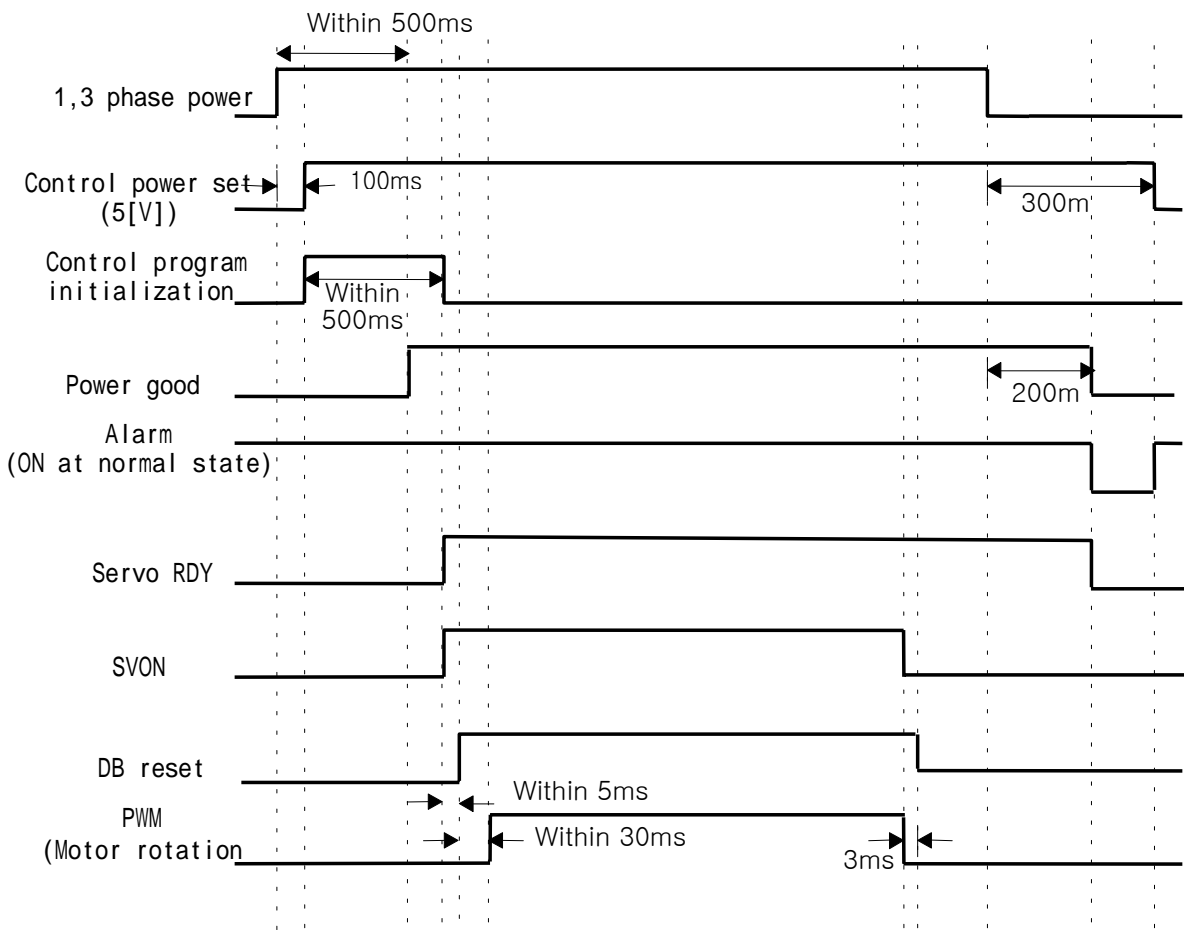 Within 500ms
1,3 phase power
Control power set
(5[V])
100ms
300m
Control program
initialization
Within
500ms
Power good
200m
Alarm
(ON at normal state)
Servo RDY
SVON
DB reset
Within 5ms
PWM
(Motor rotation
Within 30ms
3ms